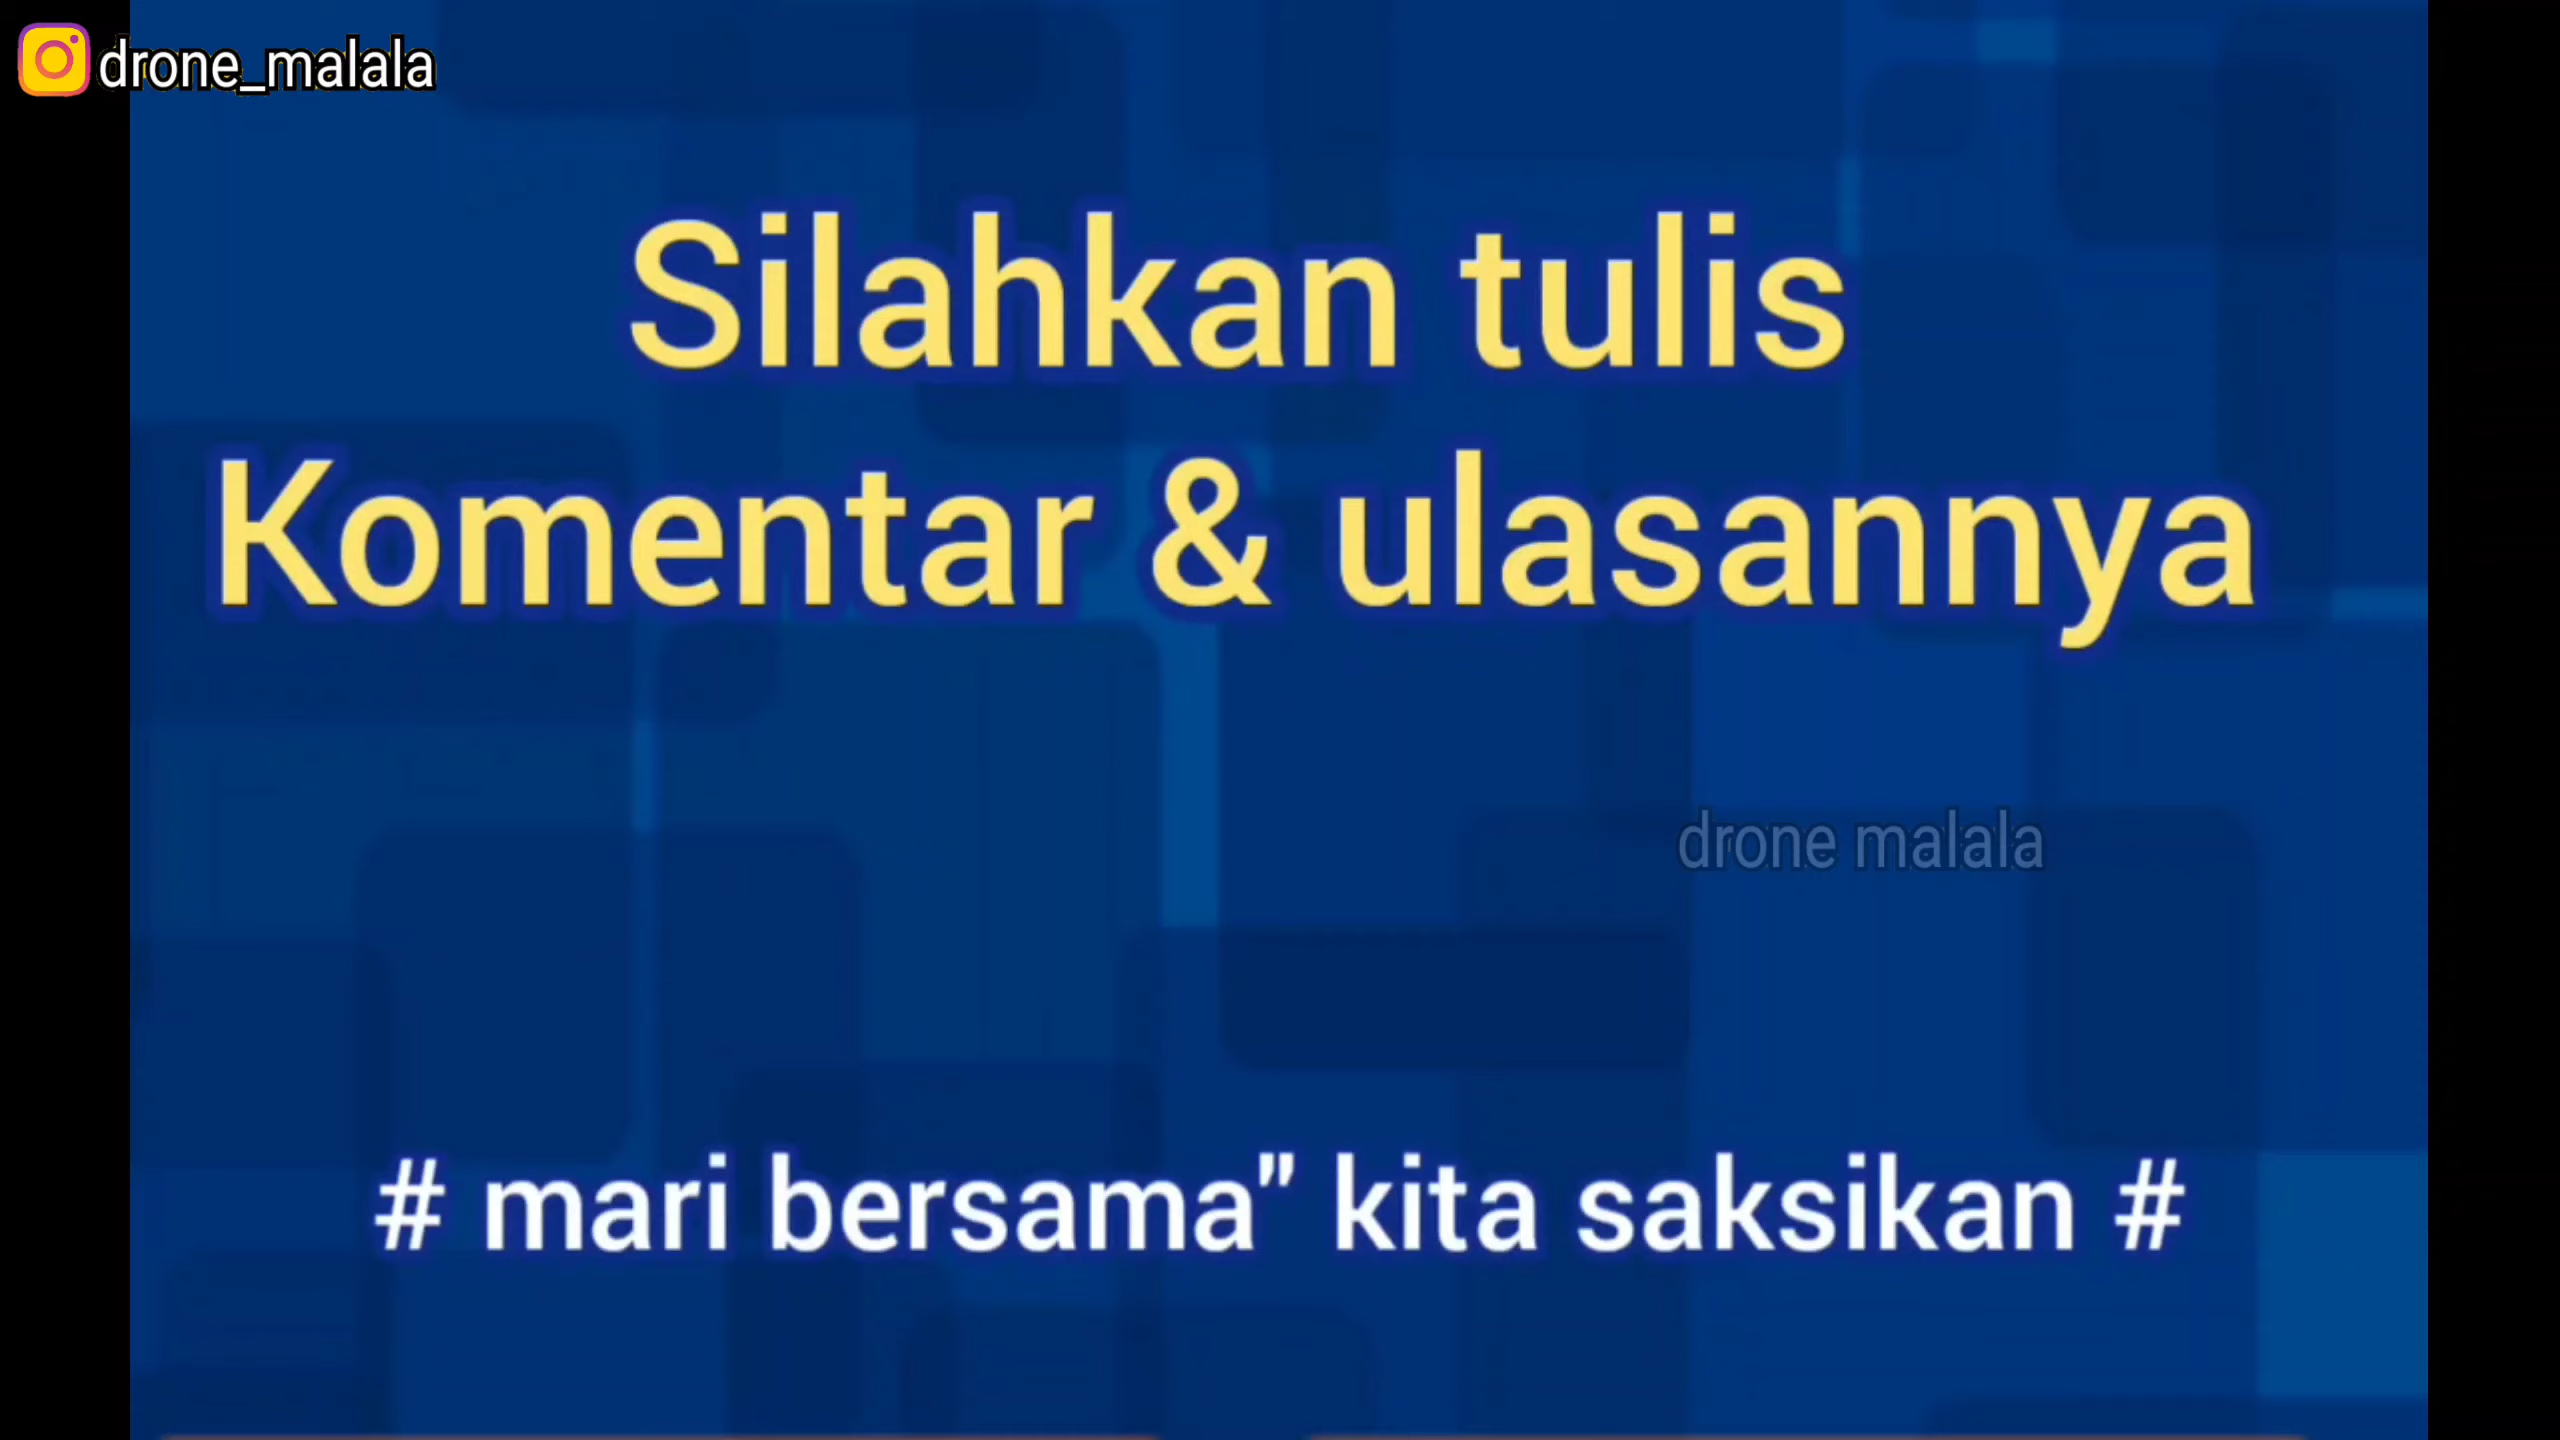 drone_malala
Silahkan tulis
Komentar & ulasannya
drone malala
# mari bersama" kita saksikan #